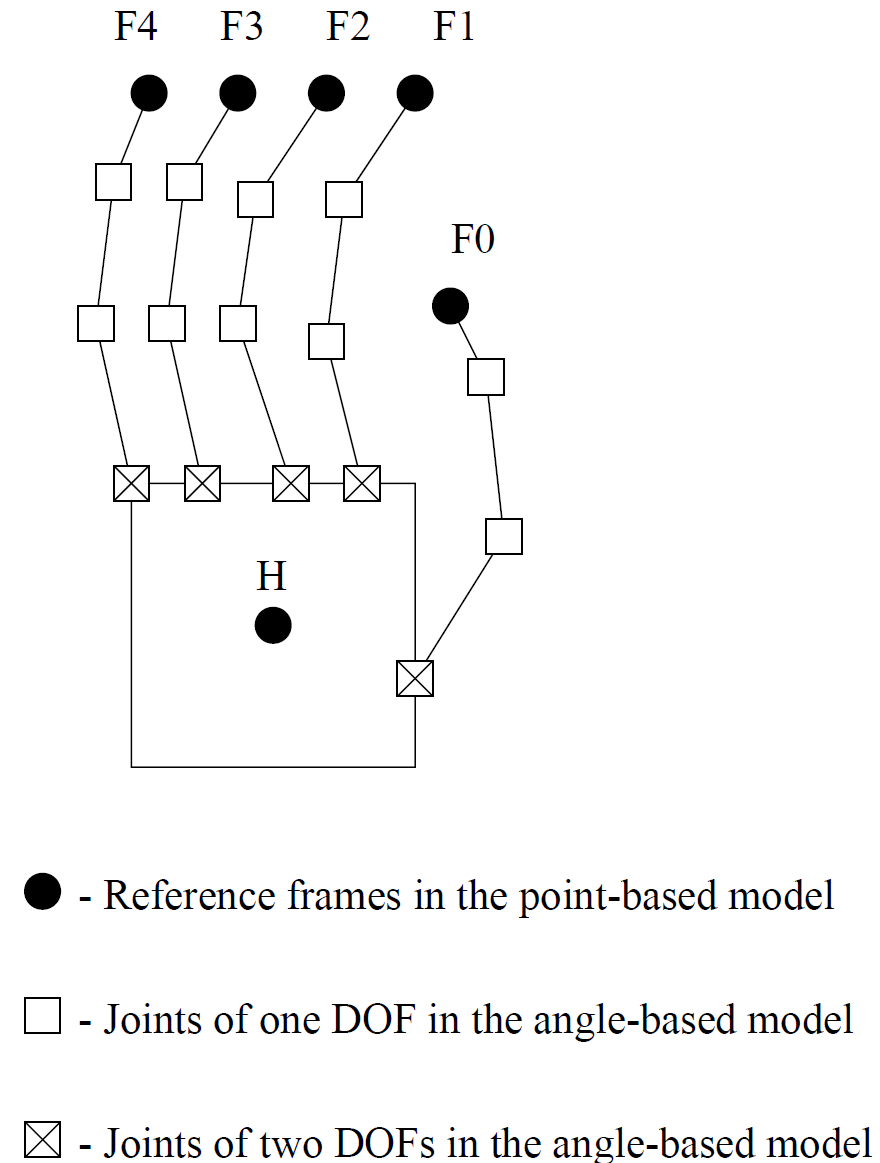 F4 F3 F2 F1
F0
H
- Reference frames in the point-based model
- Joints of one DOF in the angle-based model
- Joints of two DOFs in the angle-based model